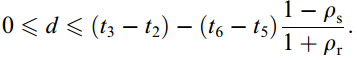 0 ⩽ d ⩽ (t₃ − t₂) − (t₆ − t₅) (1 − ρₛ)/(1 + ρᵣ).